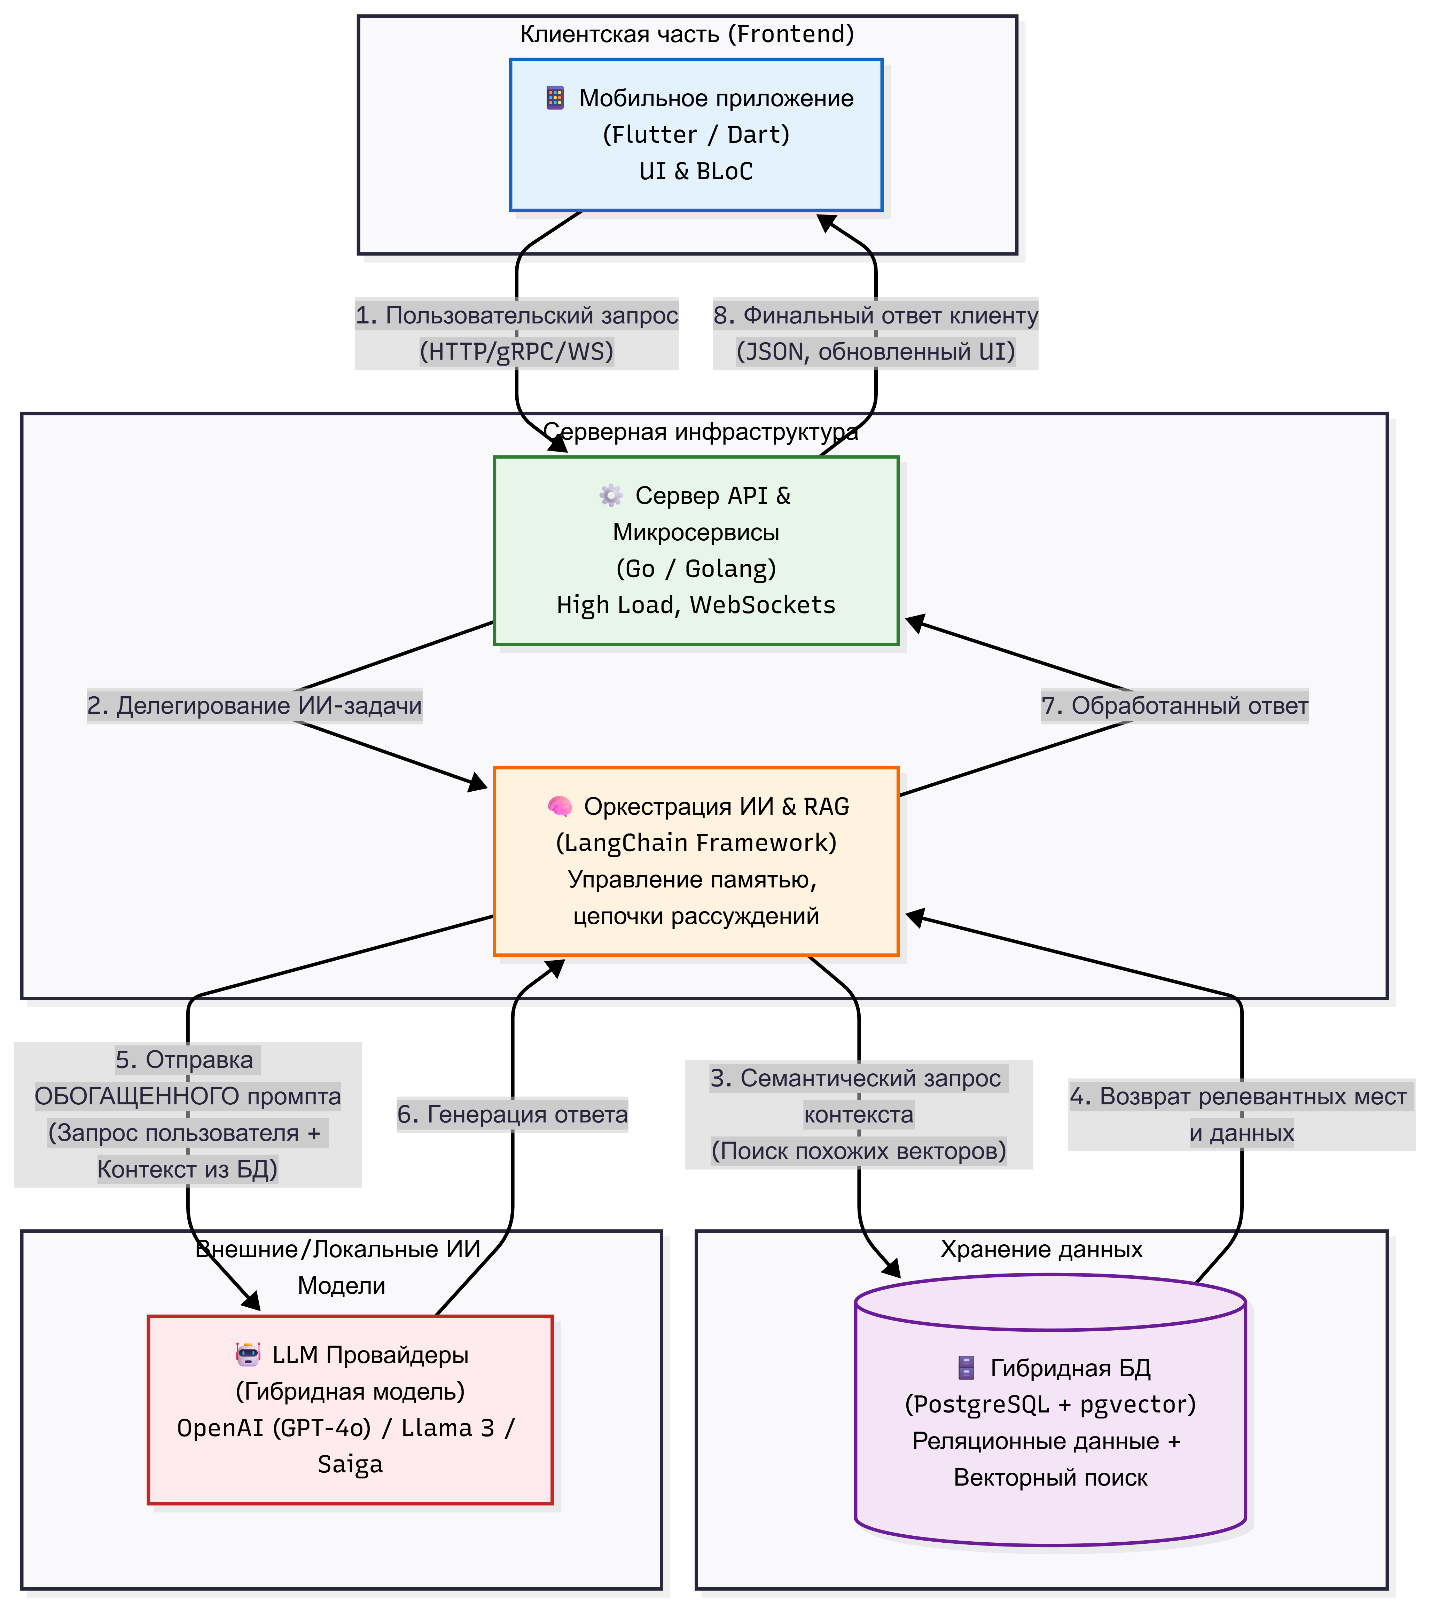 Клиентская часть (Frontend)
📱 Мобильное приложение
(Flutter / Dart)
UI & BLoC
1. Пользовательский запрос
(HTTP/gRPC/WS)
8. Финальный ответ клиенту
(JSON, обновленный UI)
Серверная инфраструктура
⚙️ Сервер API &
Микросервисы
(Go / Golang)
High Load, WebSockets
2. Делегирование ИИ-задачи
7. Обработанный ответ
🧠 Оркестрация ИИ & RAG
(LangChain Framework)
Управление памятью,
цепочки рассуждений
5. Отправка
ОБОГАЩЕННОГО промпта
(Запрос пользователя +
Контекст из БД)
6. Генерация ответа
3. Семантический запрос
контекста
(Поиск похожих векторов)
4. Возврат релевантных мест
и данных
Внешние/Локальные ИИ
Модели
🤖 LLM Провайдеры
(Гибридная модель)
OpenAI (GPT-4o) / Llama 3 /
Saiga
Хранение данных
🗄️ Гибридная БД
(PostgreSQL + pgvector)
Реляционные данные +
Векторный поиск